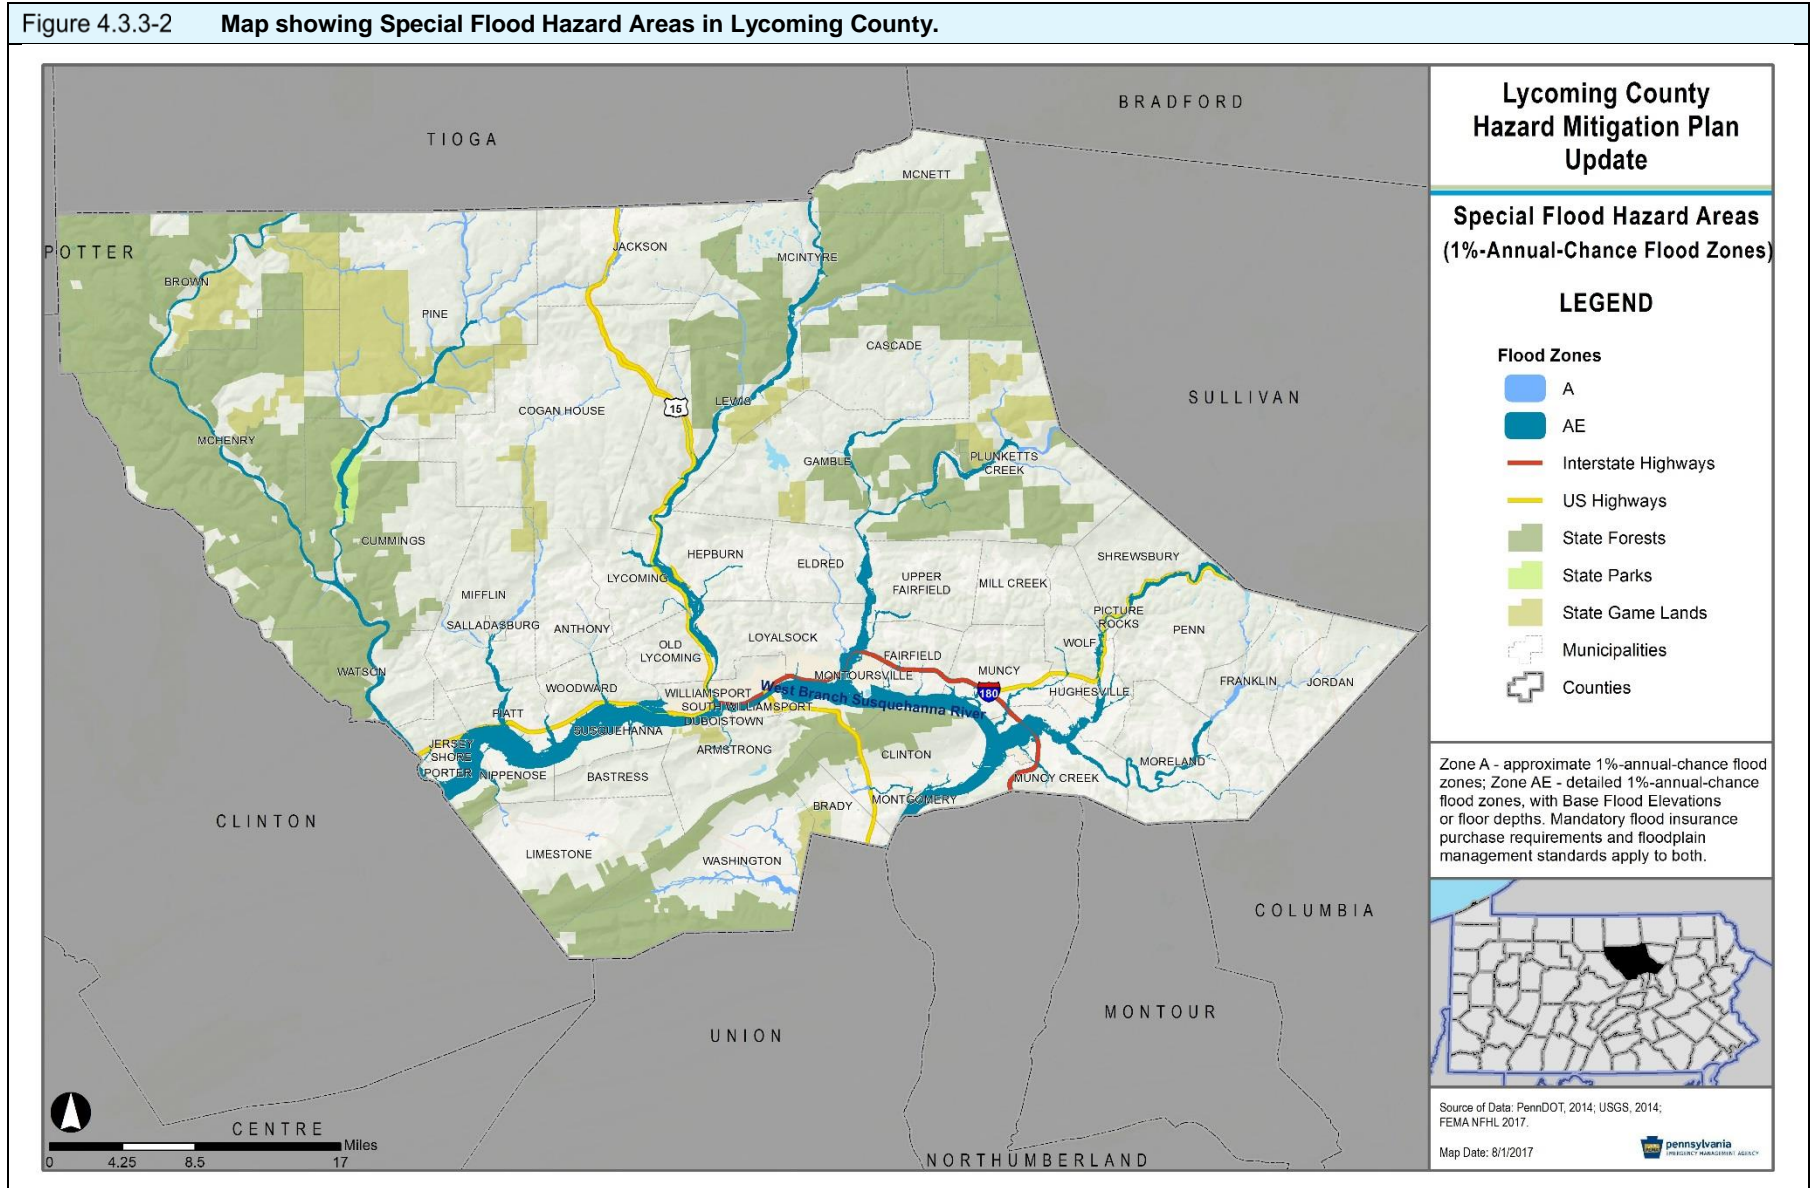 Figure 4.3.3-2 Map showing Special Flood Hazard Areas in Lycoming County.
BRADFORD
TIOGA
MCNETT
POTTER
JACKSON
MCINTYRE
BROWN
PINE
CASCADE
SULLIVAN
COGAN HOUSE
15
LEWIS
MCHENRY
GAMBLE
PLUNKETTS
CREEK
CUMMINGS
HEPBURN
ELDRED
SHREWSBURY
LYCOMING
UPPER
FAIRFIELD
MILL CREEK
MIFFLIN
PICTURE
ROCKS
SALLADASBURG
ANTHONY
LOYALSOCK
PENN
OLD
LYCOMING
WOLF
FAIRFIELD
WATSON
MONTOURSVILLE
MUNCY
FRANKLIN
JORDAN
WOODWARD
WILLIAMSPORT
West Branch Susquehanna River
180
HUGHESVILLE
PIATT
SOUTH WILLIAMSPORT
DUBOISTOWN
SUSQUEHANNA
JERSEY
SHORE
ARMSTRONG
CLINTON
MORELAND
PORTER
NIPPENOSE
BASTRESS
MUNCY CREEK
BRADY
MONTGOMERY
CLINTON
LIMESTONE
WASHINGTON
COLUMBIA
MONTOUR
UNION
CENTRE
NORTHUMBERLAND
Miles
0 4.25 8.5 17
Lycoming County
Hazard Mitigation Plan
Update
Special Flood Hazard Areas
(1%-Annual-Chance Flood Zones)
LEGEND
Flood Zones
A
AE
Interstate Highways
US Highways
State Forests
State Parks
State Game Lands
Municipalities
Counties
Zone A - approximate 1%-annual-chance flood
zones; Zone AE - detailed 1%-annual-chance
flood zones, with Base Flood Elevations
or floor depths. Mandatory flood insurance
purchase requirements and floodplain
management standards apply to both.
Source of Data: PennDOT, 2014; USGS, 2014;
FEMA NFHL 2017.
Map Date: 8/1/2017
pennsylvania
EMERGENCY MANAGEMENT AGENCY